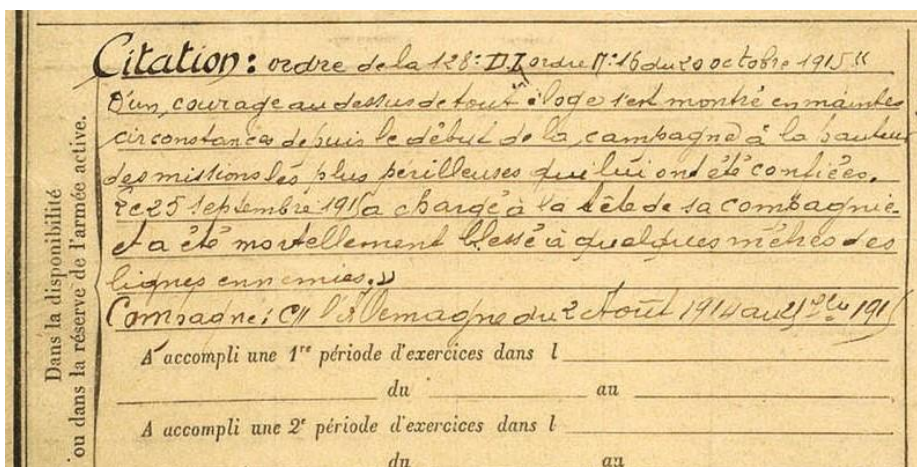 Citation : ordre de la 128e DI ordre N: 16 du 20 octobre 1915 "
D'un courage au dessus de tout éloge s'est montré en maintes
circonstances depuis le début de la campagne à la hauteur
des missions les plus périlleuses qui lui ont été confiées.
Le 25 septembre 1915 a chargé à la tête de sa compagnie
et a été mortellement blessé à quelques mètres des
lignes ennemies. "
Campagne : C/ l'Allemagne du 2 Août 1914 au 191
A accompli une 1re période d'exercices dans l
du au
A accompli une 2e période d'exercices dans l
du au
Dans la disponibilité
ou dans la réserve de l'armée active.